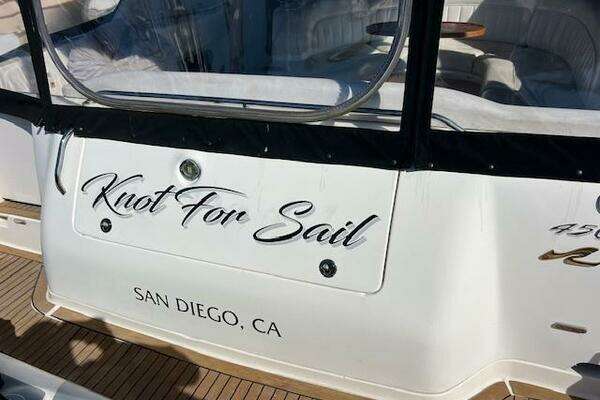 Knot For Sail
SAN DIEGO, CA